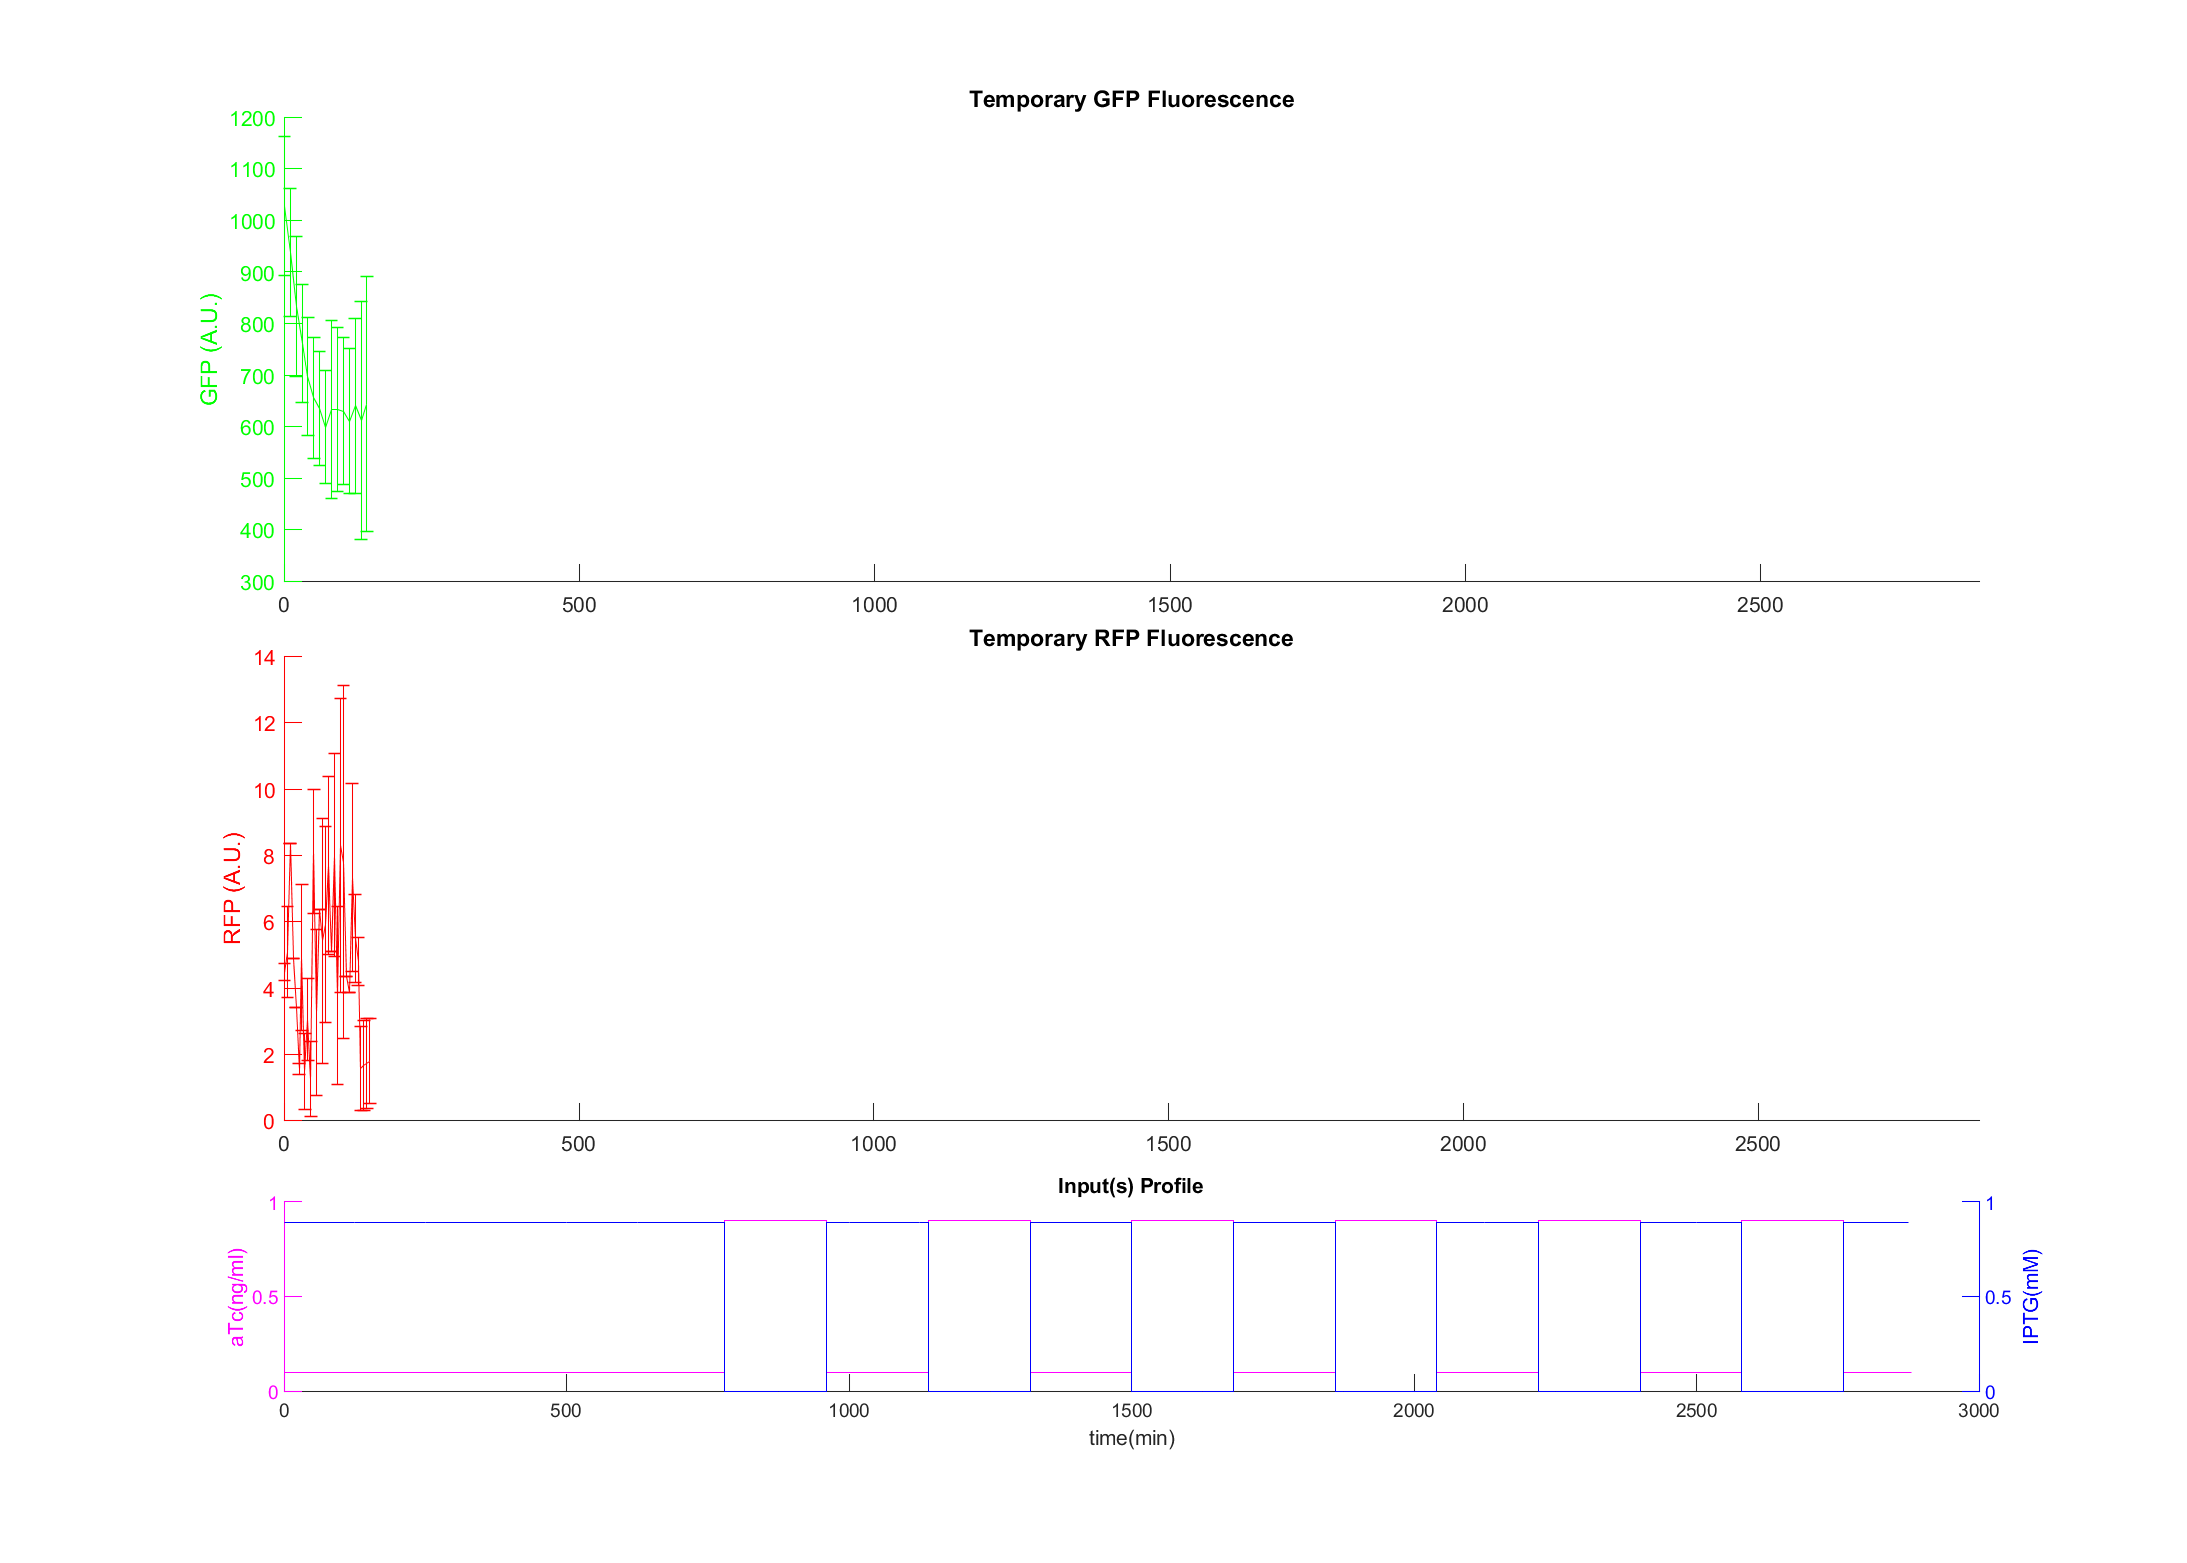 Temporary GFP Fluorescence
1200
1100
1000
900
800
700
600
500
400
300
GFP (A.U.)
0 500 1000 1500 2000 2500
Temporary RFP Fluorescence
14
12
10
8
6
4
2
0
RFP (A.U.)
0 500 1000 1500 2000 2500
Input(s) Profile
1
0.5
0
aTc(ng/ml)
1
0.5
0
IPTG(mM)
0 500 1000 1500 2000 2500 3000
time(min)